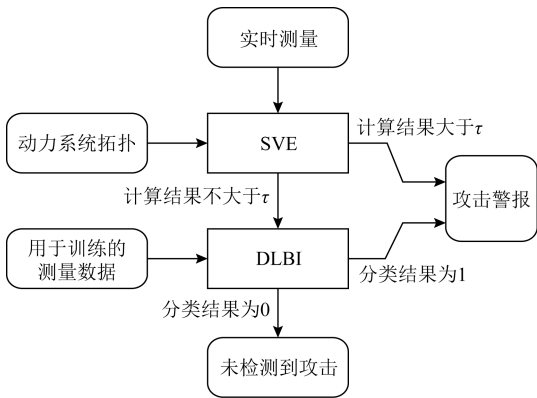 实时测量
动力系统拓扑
SVE
计算结果大于τ
计算结果不大于τ
攻击警报
用于训练的
测量数据
DLBI
分类结果为1
分类结果为0
未检测到攻击